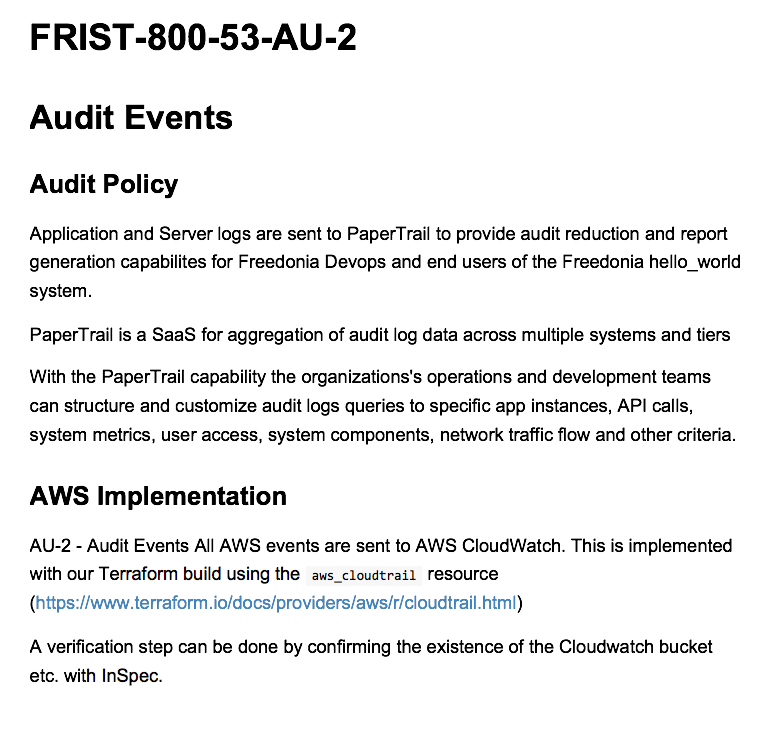 FRIST-800-53-AU-2
Audit Events
Audit Policy
Application and Server logs are sent to PaperTrail to provide audit reduction and report
generation capabilites for Freedonia Devops and end users of the Freedonia hello_world
system.
PaperTrail is a SaaS for aggregation of audit log data across multiple systems and tiers
With the PaperTrail capability the organizations's operations and development teams
can structure and customize audit logs queries to specific app instances, API calls,
system metrics, user access, system components, network traffic flow and other criteria.
AWS Implementation
AU-2 - Audit Events All AWS events are sent to AWS CloudWatch. This is implemented
with our Terraform build using the aws_cloudtrail resource
(https://www.terraform.io/docs/providers/aws/r/cloudtrail.html)
A verification step can be done by confirming the existence of the Cloudwatch bucket
etc. with InSpec.